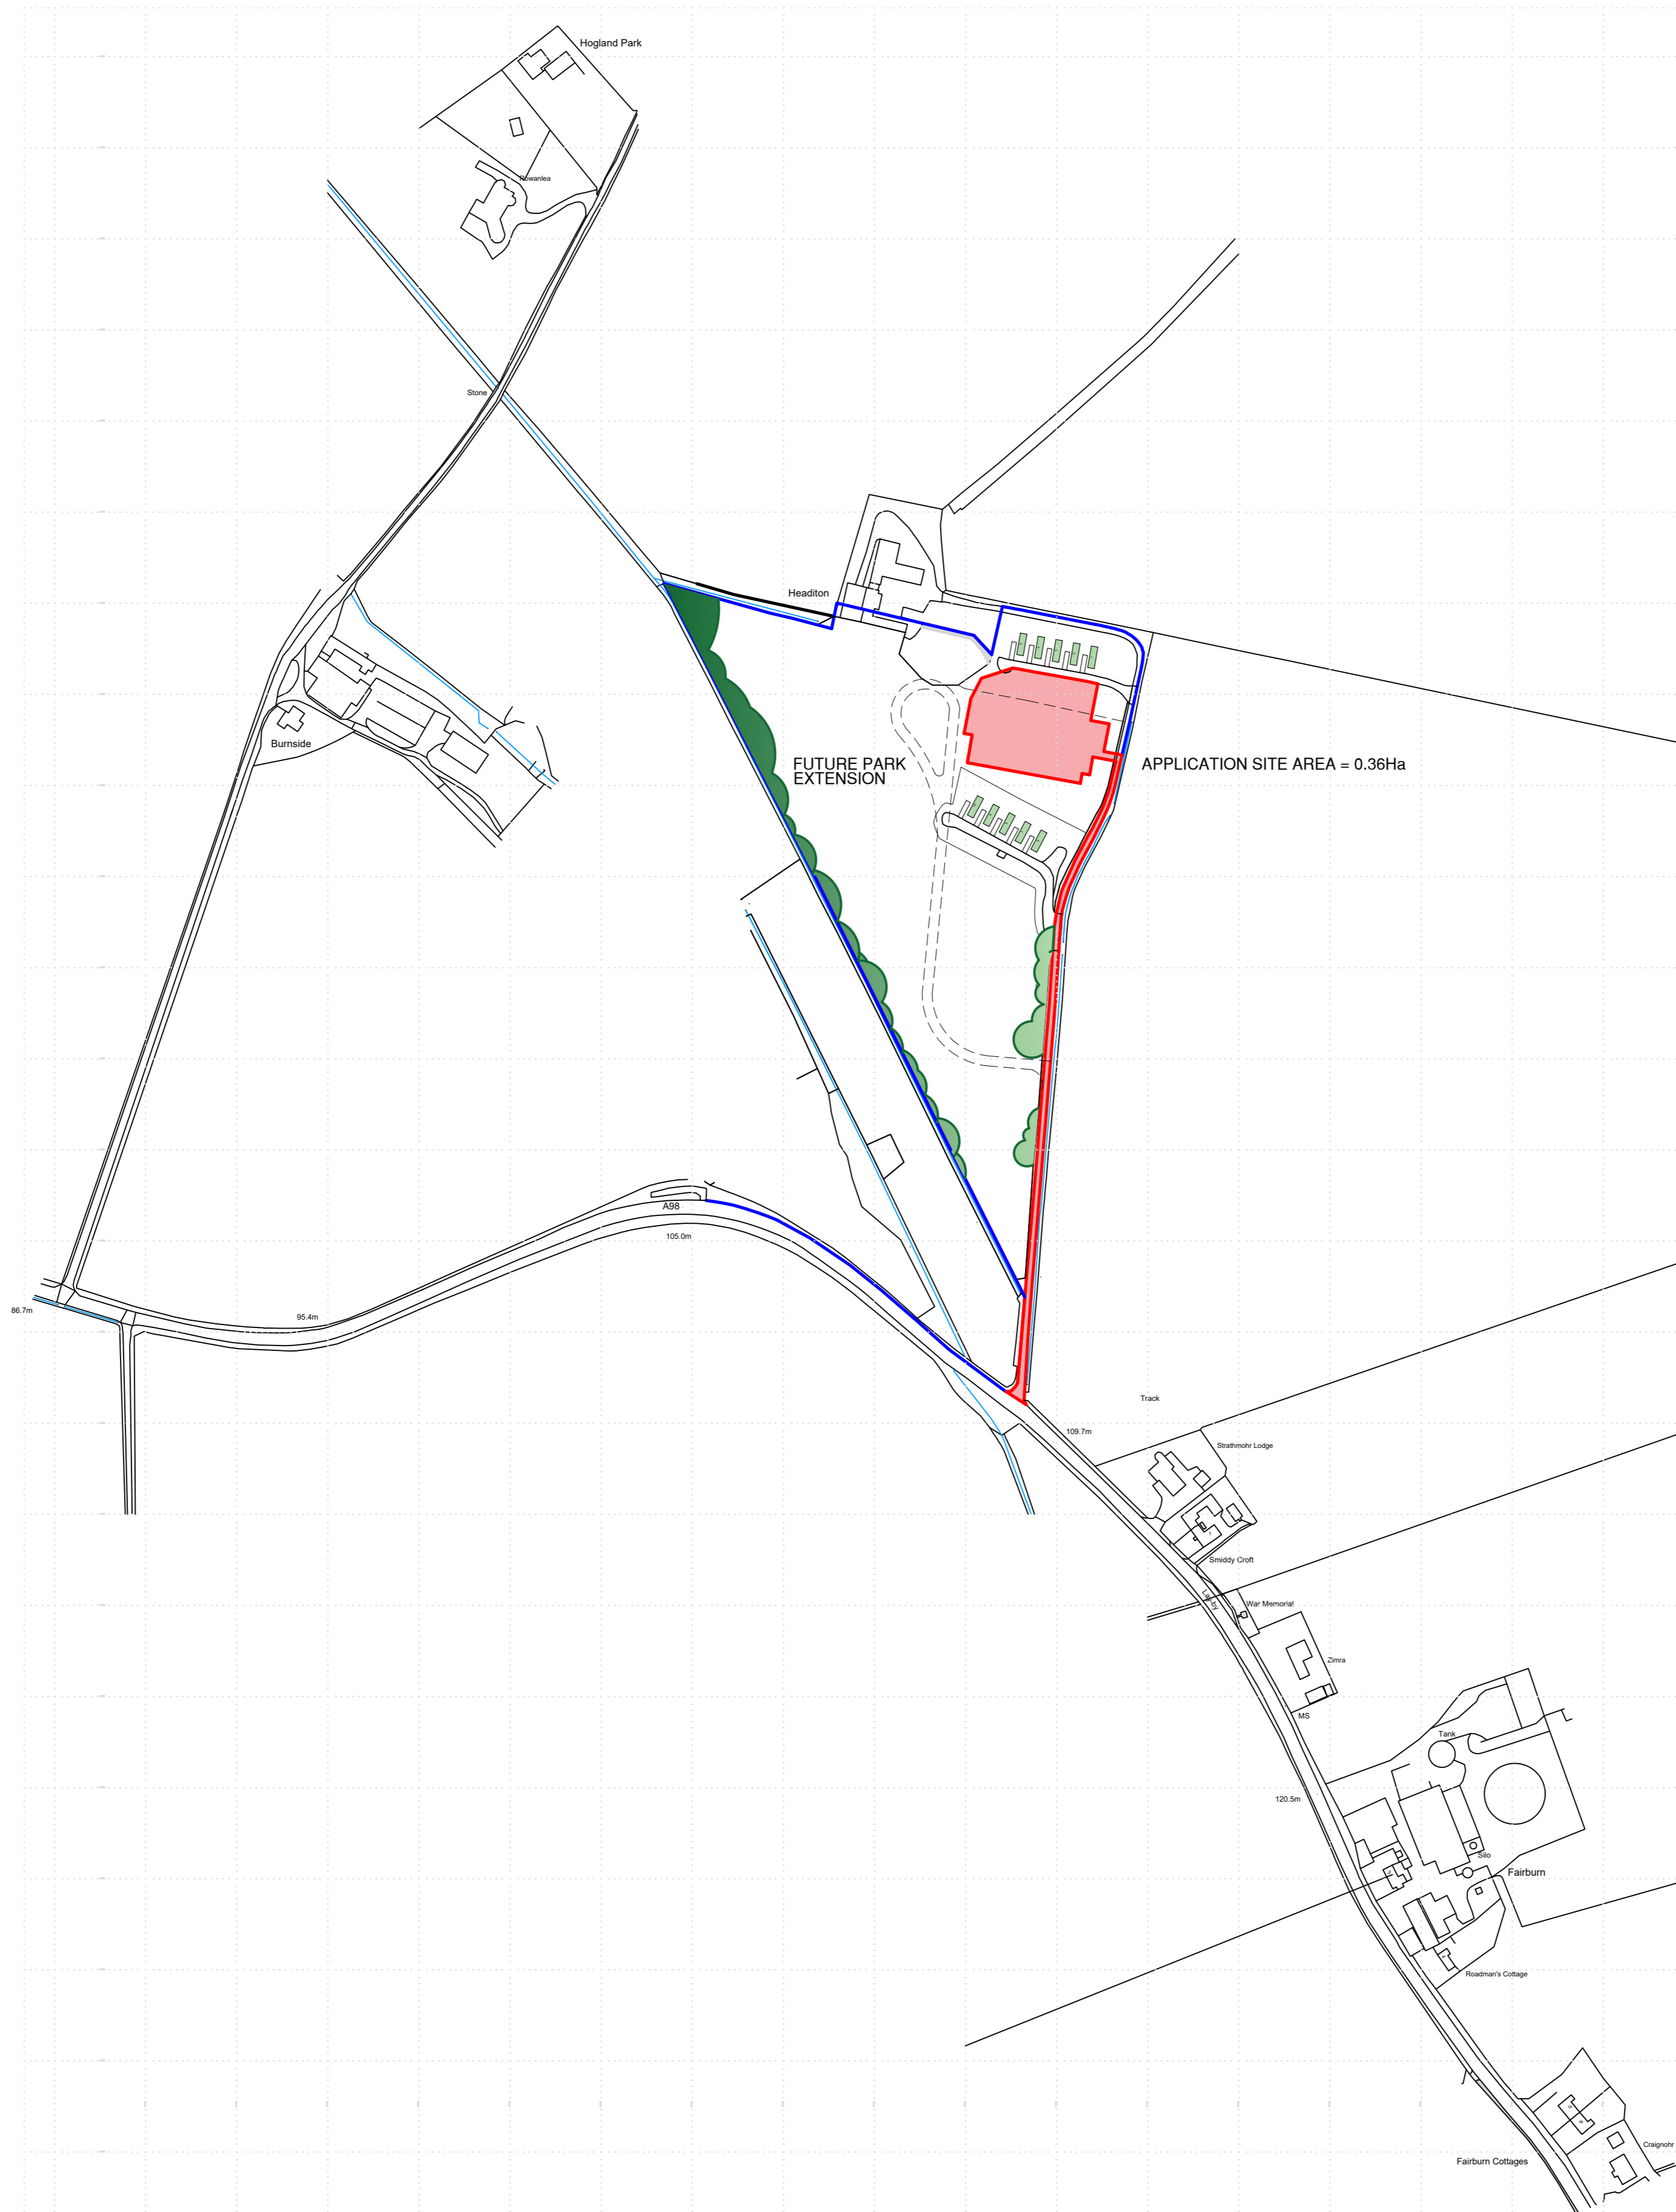 Hogland Park
Rowanlea
Stone
Headiton
Burnside
FUTURE PARK
EXTENSION
APPLICATION SITE AREA = 0.36Ha
A98
105.0m
86.7m
95.4m
Track
109.7m
Strathmohr Lodge
Smiddy Croft
Lay-by
War Memorial
Zimra
MS
Tank
120.5m
Silo
Fairburn
Roadman's Cottage
Craignohr
Fairburn Cottages